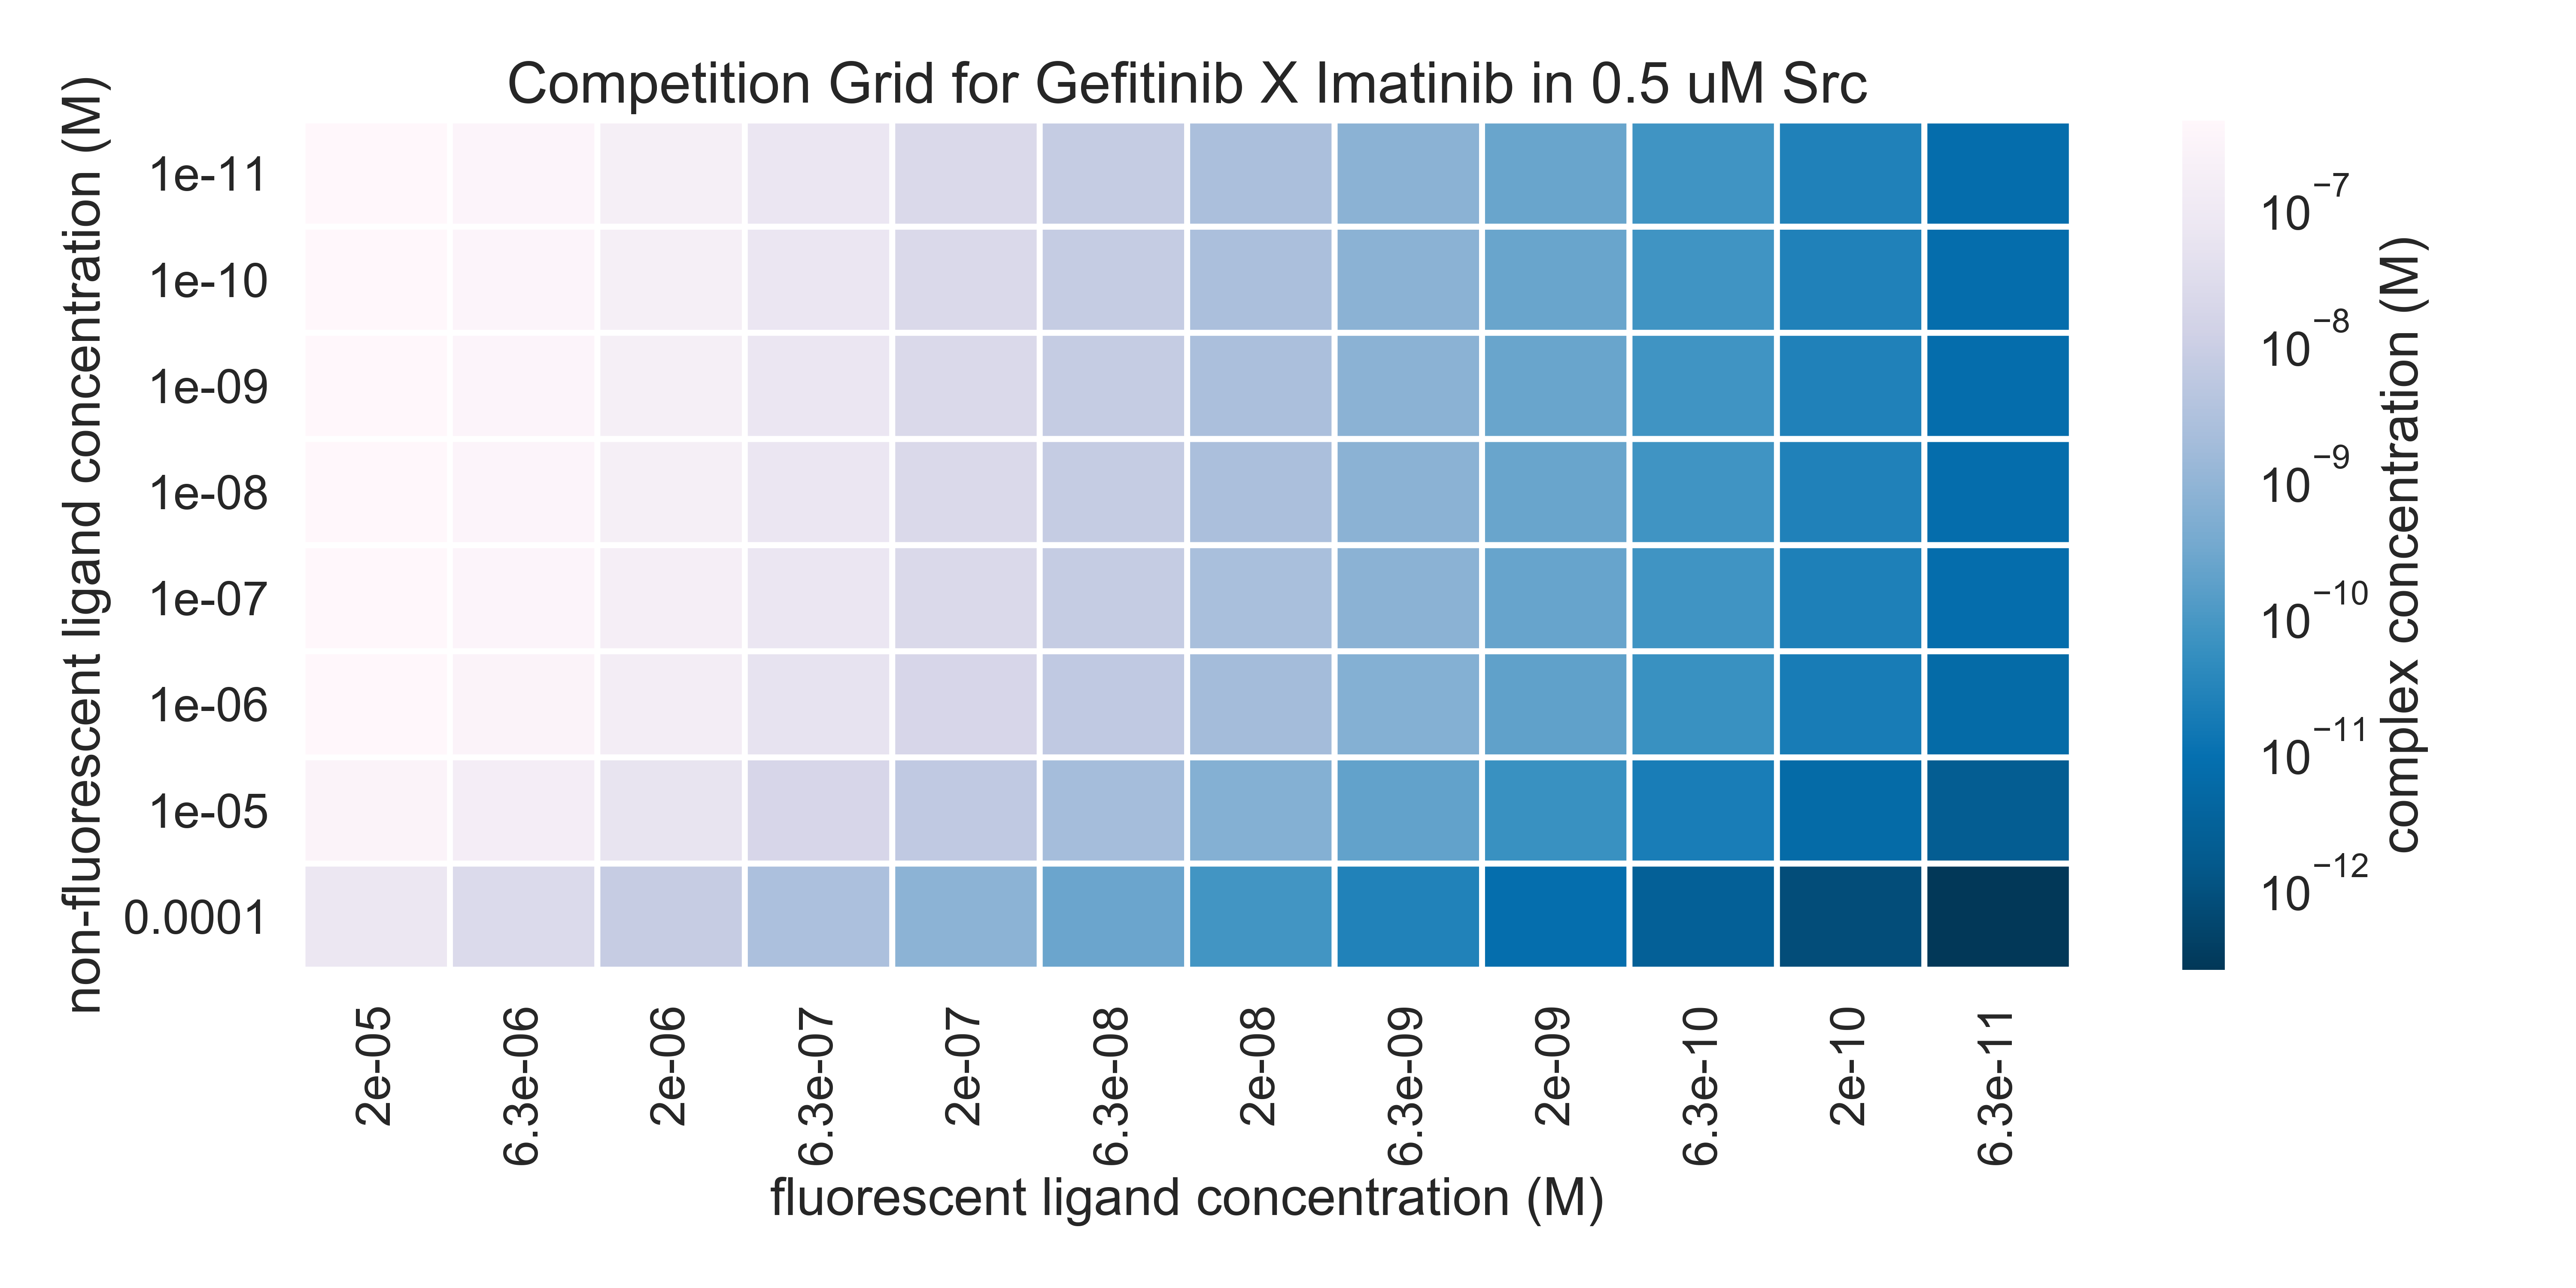 Competition Grid for Gefitinib X Imatinib in 0.5 uM Src
non-fluorescent ligand concentration (M)
1e-11
1e-10
1e-09
1e-08
1e-07
1e-06
1e-05
0.0001
2e-05
6.3e-06
2e-06
6.3e-07
2e-07
6.3e-08
2e-08
6.3e-09
2e-09
6.3e-10
2e-10
6.3e-11
fluorescent ligand concentration (M)
10⁻⁷
10⁻⁸
10⁻⁹
10⁻¹⁰
10⁻¹¹
10⁻¹²
complex concentration (M)